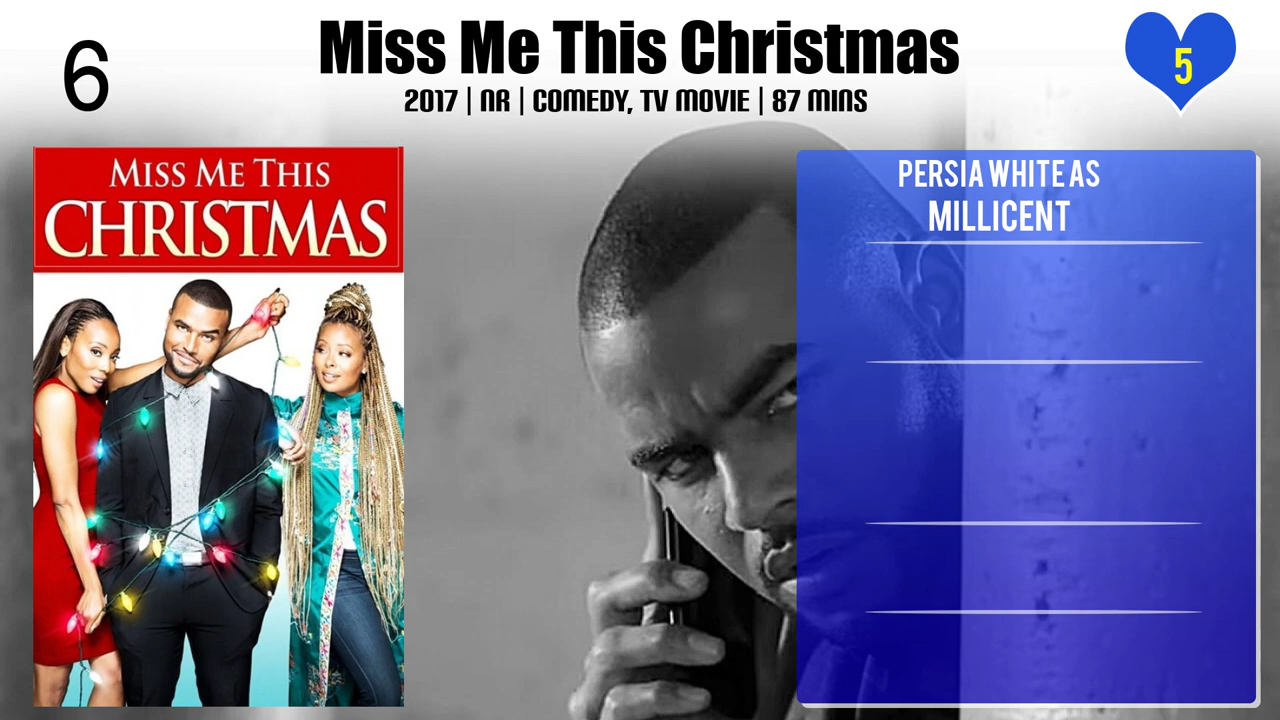 6
Miss Me This Christmas
5
2017 | NR | COMEDY, TV MOVIE | 87 MINS
MISS ME THIS
CHRISTMAS
PERSIA WHITE AS
MILLICENT